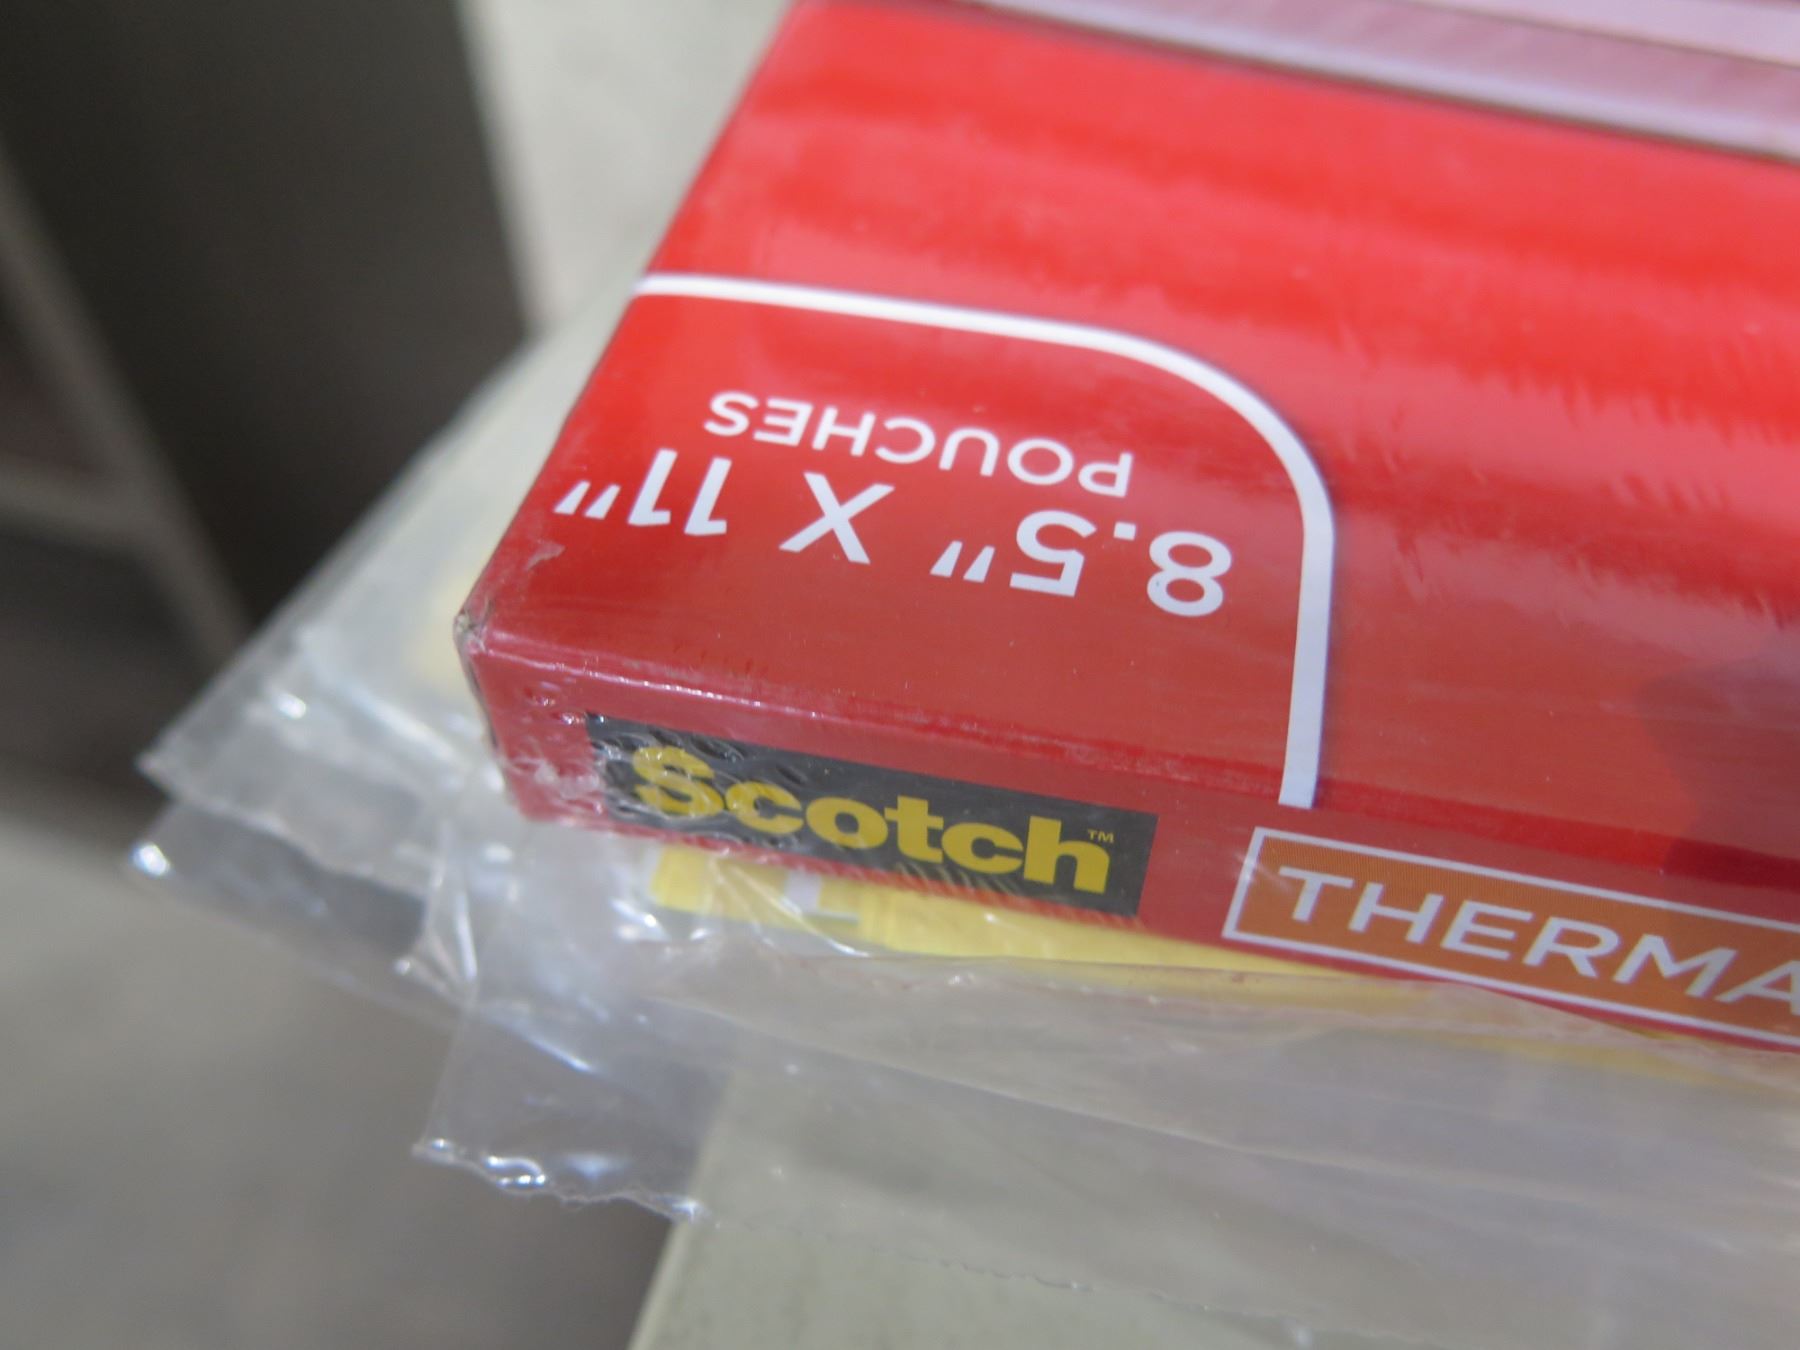 8.5" X 11"
POUCHES
Scotch™
THERMA